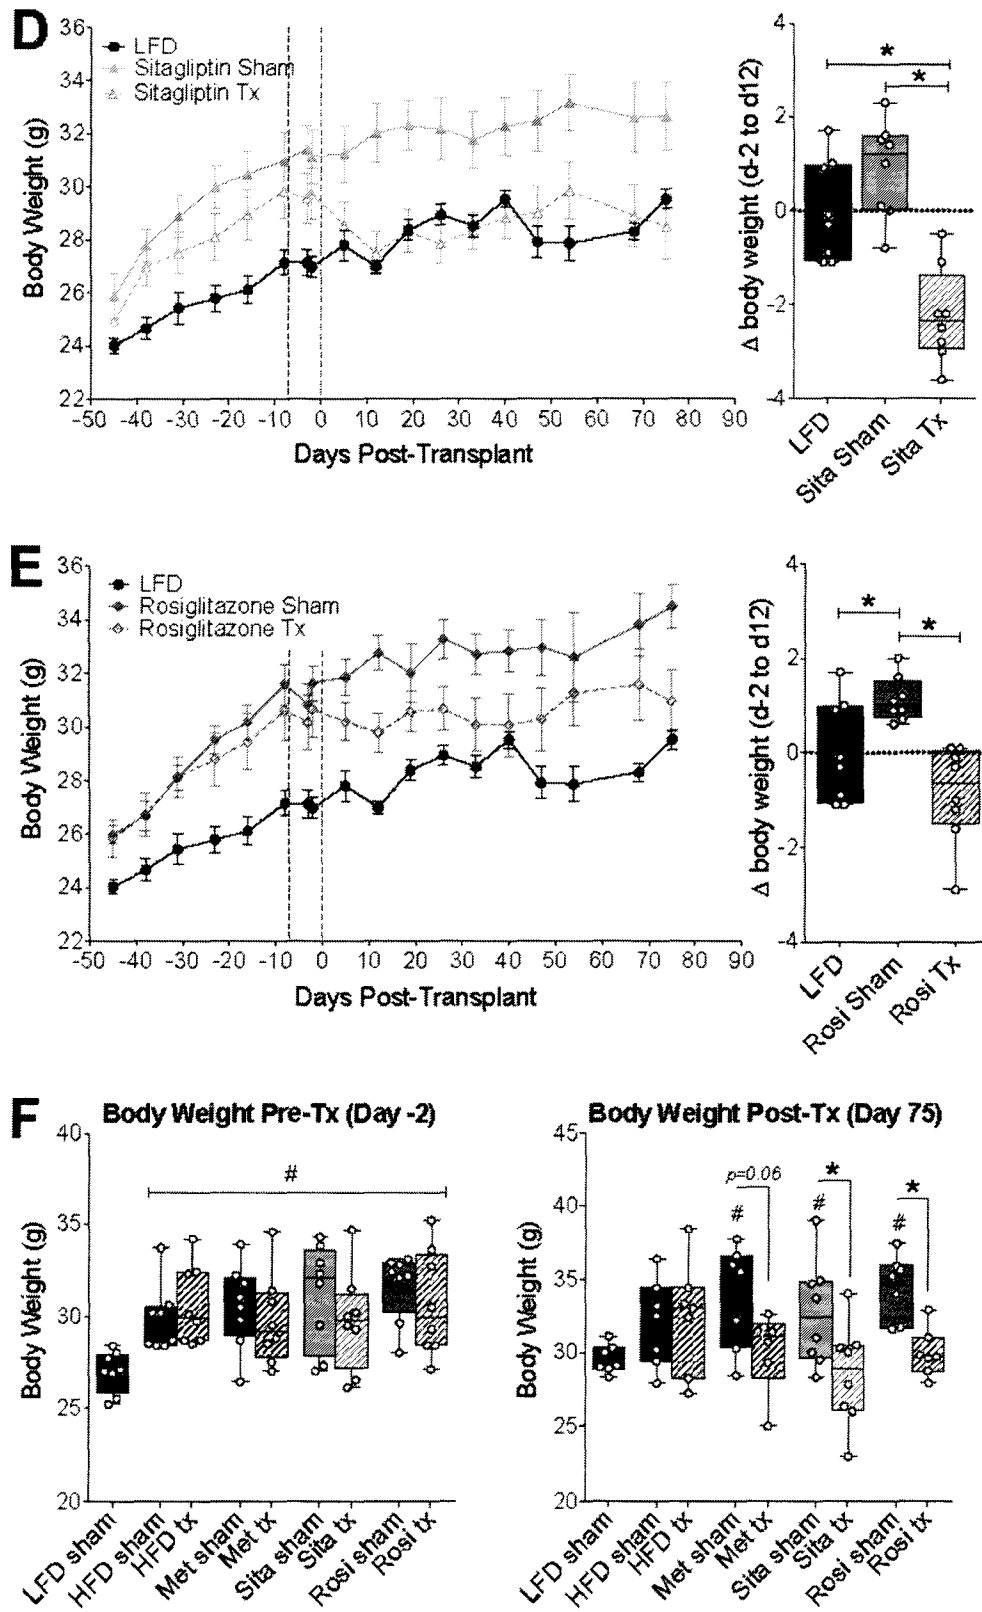 D
36
34
32
30
28
26
24
22
Body Weight (g)
LFD
Sitagliptin Sham
Sitagliptin Tx
-50 -40 -30 -20 -10 0 10 20 30 40 50 60 70 80 90
Days Post-Transplant
4
2
0
-2
-4
Δ body weight (d-2 to d12)
*
*
LFD
Sita Sham
Sita Tx
E
36
34
32
30
28
26
24
22
Body Weight (g)
LFD
Rosiglitazone Sham
Rosiglitazone Tx
-50 -40 -30 -20 -10 0 10 20 30 40 50 60 70 80 90
Days Post-Transplant
4
2
0
-2
-4
Δ body weight (d-2 to d12)
*
*
LFD
Rosi Sham
Rosi Tx
F
Body Weight Pre-Tx (Day -2)
40
35
30
25
20
Body Weight (g)
#
LFD sham
HFD sham
HFD tx
Met sham
Met tx
Sita sham
Sita tx
Rosi sham
Rosi tx
Body Weight Post-Tx (Day 75)
45
40
35
30
25
20
Body Weight (g)
p=0.06
#
*
#
*
#
LFD sham
HFD sham
HFD tx
Met sham
Met tx
Sita sham
Sita tx
Rosi sham
Rosi tx